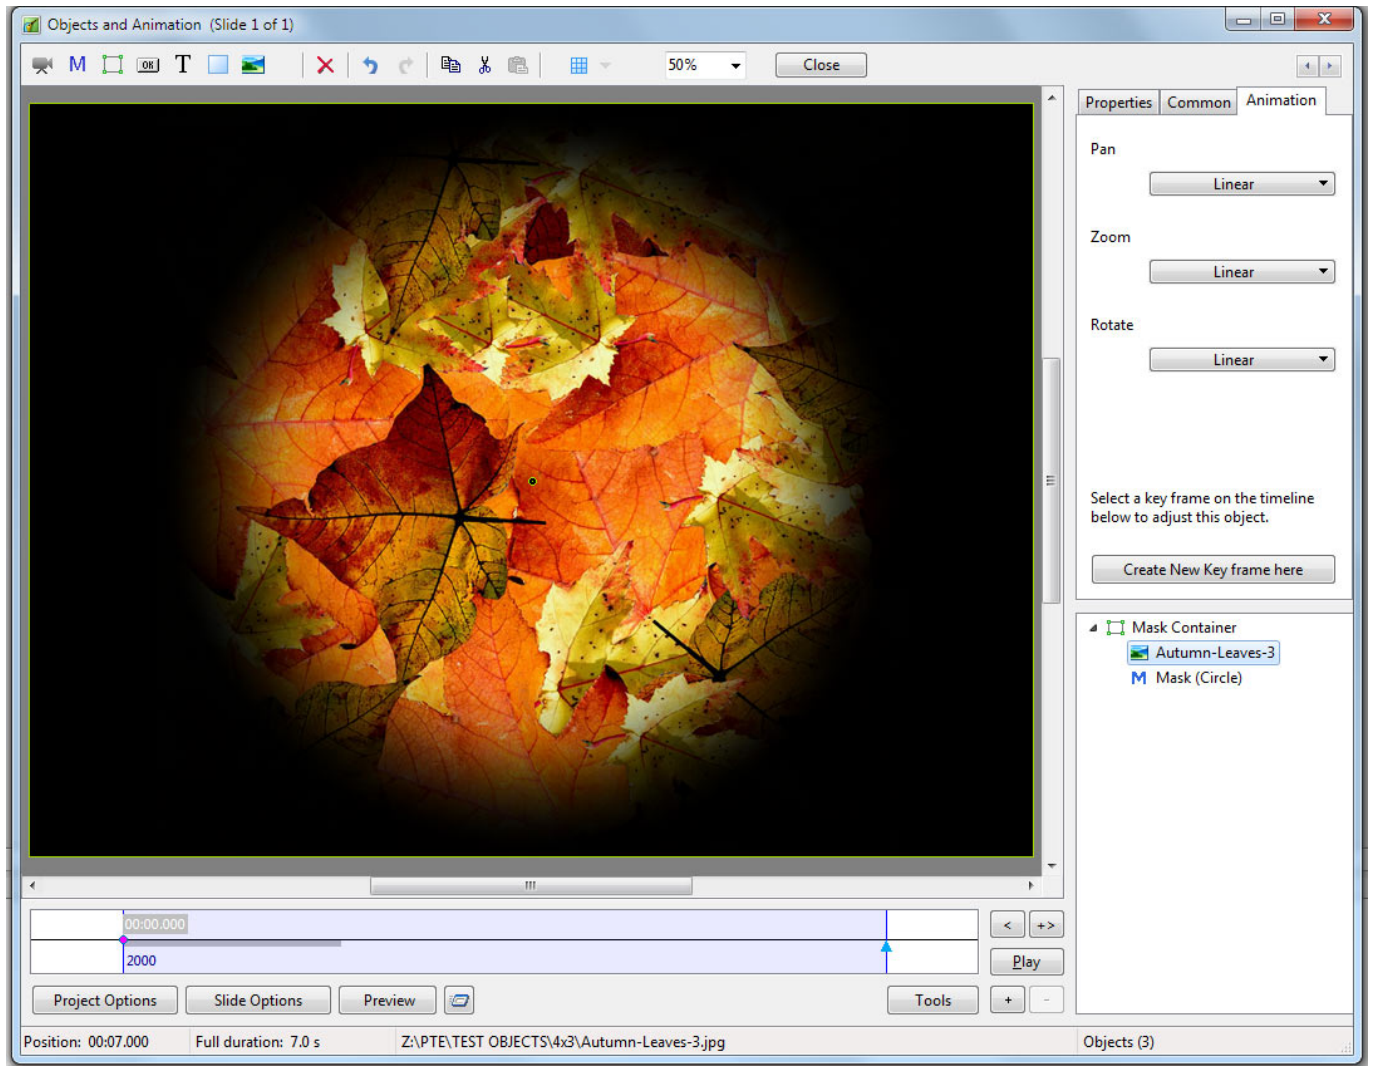 Objects and Animation (Slide 1 of 1)
M
OK
T
50%
Close
Properties
Common
Animation
Pan
Linear
Zoom
Linear
Rotate
Linear
Select a key frame on the timeline
below to adjust this object.
Create New Key frame here
Mask Container
Autumn-Leaves-3
M Mask (Circle)
00:00.000
2000
<
+>
Play
Project Options
Slide Options
Preview
Tools
+
-
Position: 00:07.000
Full duration: 7.0 s
Z:\PTE\TEST OBJECTS\4x3\Autumn-Leaves-3.jpg
Objects (3)